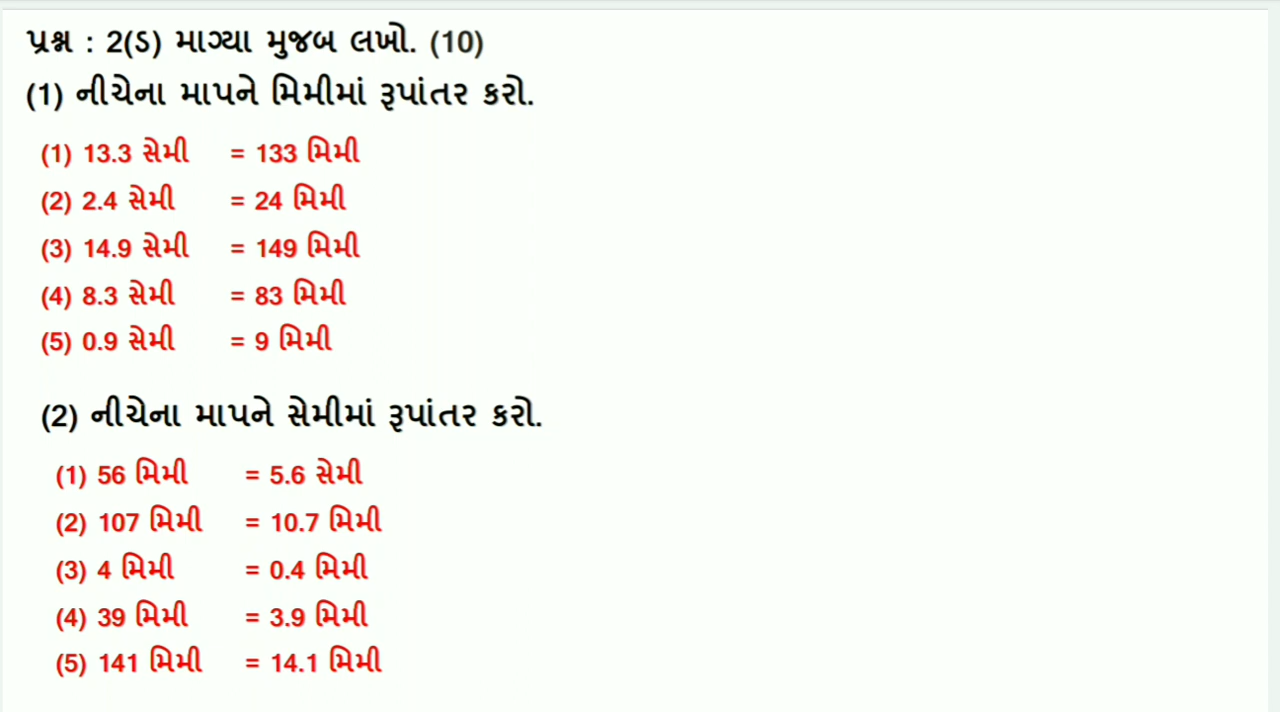 પ્રશ્ન : 2(ડ) માગ્યા મુજબ લખો. (10)
(1) નીચેના માપને મિમીમાં રૂપાંતર કરો.
(1) 13.3 સેમી = 133 મિમી
(2) 2.4 સેમી = 24 મિમી
(3) 14.9 સેમી = 149 મિમી
(4) 8.3 સેમી = 83 મિમી
(5) 0.9 સેમી = 9 મિમી
(2) નીચેના માપને સેમીમાં રૂપાંતર કરો.
(1) 56 મિમી = 5.6 સેમી
(2) 107 મિમી = 10.7 મિમી
(3) 4 મિમી = 0.4 મિમી
(4) 39 મિમી = 3.9 મિમી
(5) 141 મિમી = 14.1 મિમી